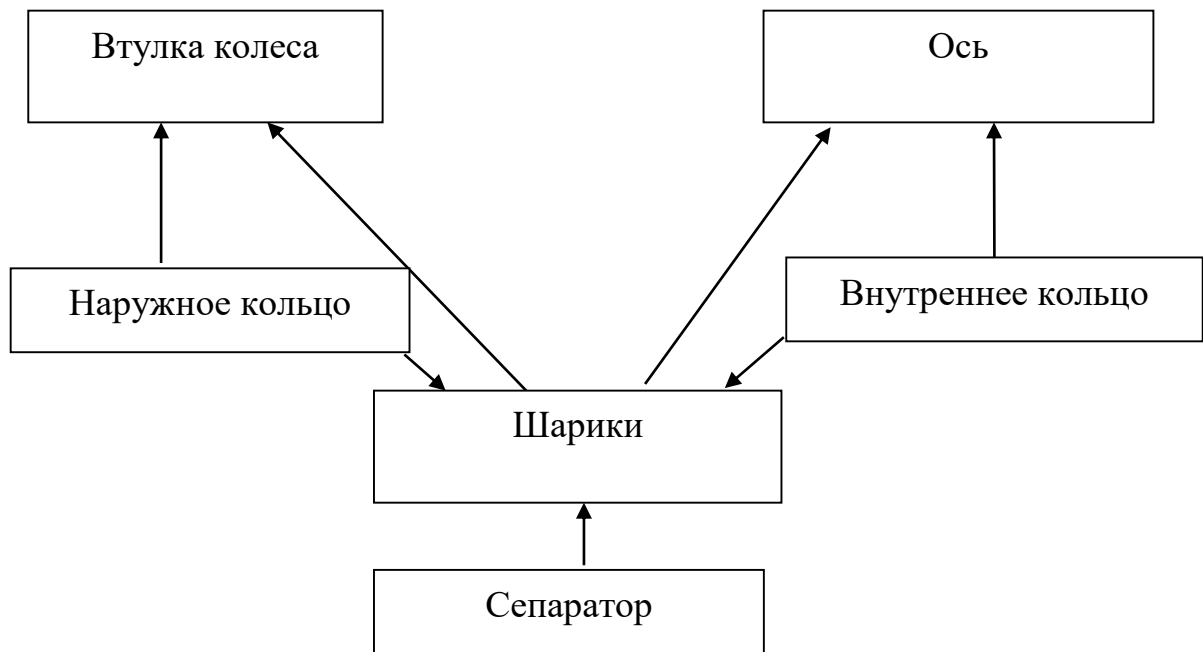 Втулка колеса
Ось
Наружное кольцо
Внутреннее кольцо
Шарики
Сепаратор